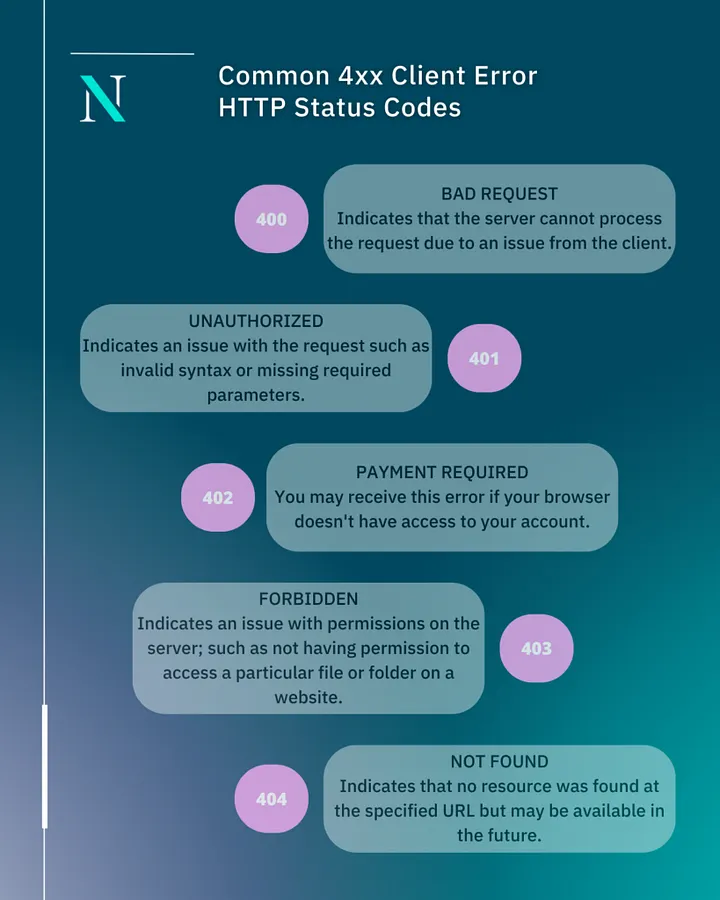 N
Common 4xx Client Error
HTTP Status Codes
400
BAD REQUEST
Indicates that the server cannot process
the request due to an issue from the client.
UNAUTHORIZED
Indicates an issue with the request such as
invalid syntax or missing required
parameters.
401
402
PAYMENT REQUIRED
You may receive this error if your browser
doesn't have access to your account.
FORBIDDEN
Indicates an issue with permissions on the
server; such as not having permission to
access a particular file or folder on a
website.
403
404
NOT FOUND
Indicates that no resource was found at
the specified URL but may be available in
the future.